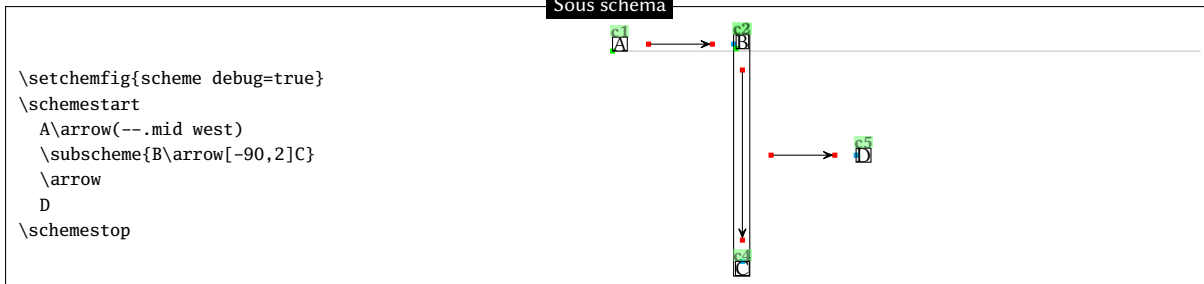 Sous schéma
\setchemfig{scheme debug=true}
\schemestart
  A\arrow(--.mid west)
  \subscheme{B\arrow[-90,2]C}
  \arrow
  D
\schemestop
c1
A
c2
B
c5
D
c4
C